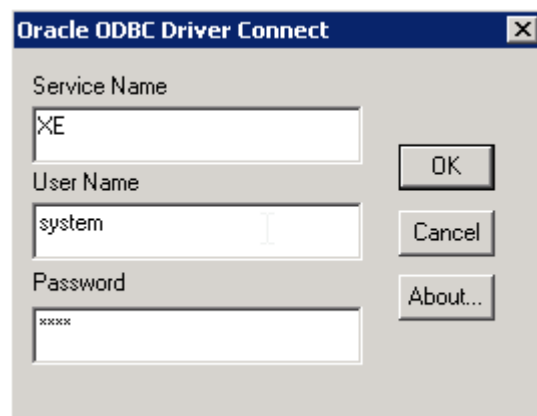 Oracle ODBC Driver Connect
Service Name
XE
OK
User Name
system
Cancel
Password
About...
****